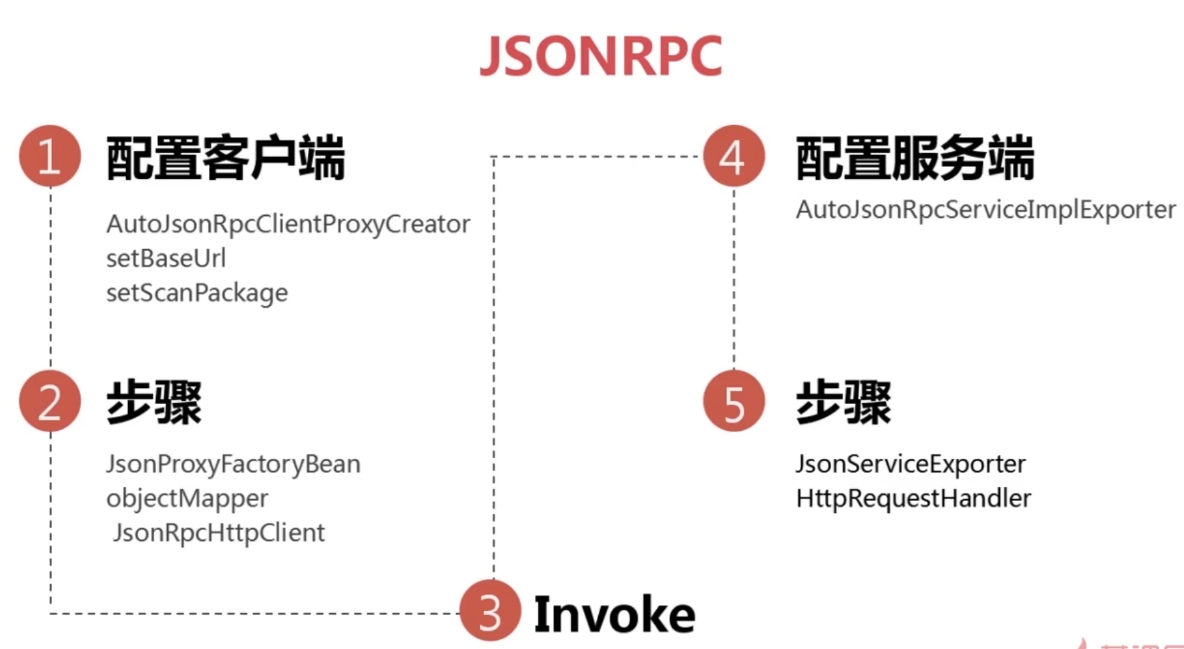 JSONRPC
1 配置客户端
AutoJsonRpcClientProxyCreator
setBaseUrl
setScanPackage
2 步骤
JsonProxyFactoryBean
objectMapper
JsonRpcHttpClient
3 Invoke
4 配置服务端
AutoJsonRpcServiceImplExporter
5 步骤
JsonServiceExporter
HttpRequestHandler